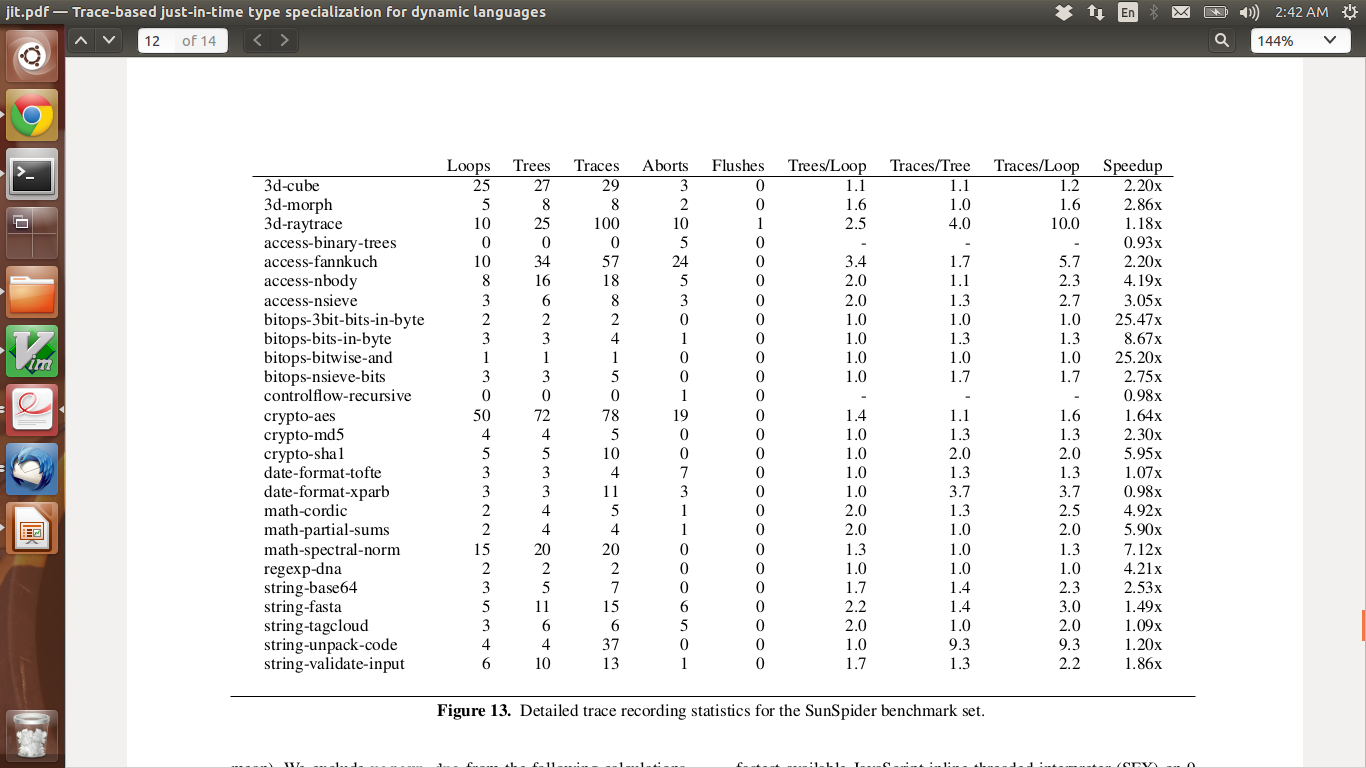 jit.pdf — Trace-based just-in-time type specialization for dynamic languages En 2:42 AM
12 of 14 144%
Loops Trees Traces Aborts Flushes Trees/Loop Traces/Tree Traces/Loop Speedup
3d-cube 25 27 29 3 0 1.1 1.1 1.2 2.20x
3d-morph 5 8 8 2 0 1.6 1.0 1.6 2.86x
3d-raytrace 10 25 100 10 1 2.5 4.0 10.0 1.18x
access-binary-trees 0 0 0 5 0 - - - 0.93x
access-fannkuch 10 34 57 24 0 3.4 1.7 5.7 2.20x
access-nbody 8 16 18 5 0 2.0 1.1 2.3 4.19x
access-nsieve 3 6 8 3 0 2.0 1.3 2.7 3.05x
bitops-3bit-bits-in-byte 2 2 2 0 0 1.0 1.0 1.0 25.47x
bitops-bits-in-byte 3 3 4 1 0 1.0 1.3 1.3 8.67x
bitops-bitwise-and 1 1 1 0 0 1.0 1.0 1.0 25.20x
bitops-nsieve-bits 3 3 5 0 0 1.0 1.7 1.7 2.75x
controlflow-recursive 0 0 0 1 0 - - - 0.98x
crypto-aes 50 72 78 19 0 1.4 1.1 1.6 1.64x
crypto-md5 4 4 5 0 0 1.0 1.3 1.3 2.30x
crypto-sha1 5 5 10 0 0 1.0 2.0 2.0 5.95x
date-format-tofte 3 3 4 7 0 1.0 1.3 1.3 1.07x
date-format-xparb 3 3 11 3 0 1.0 3.7 3.7 0.98x
math-cordic 2 4 5 1 0 2.0 1.3 2.5 4.92x
math-partial-sums 2 4 4 1 0 2.0 1.0 2.0 5.90x
math-spectral-norm 15 20 20 0 0 1.3 1.0 1.3 7.12x
regexp-dna 2 2 2 0 0 1.0 1.0 1.0 4.21x
string-base64 3 5 7 0 0 1.7 1.4 2.3 2.53x
string-fasta 5 11 15 6 0 2.2 1.4 3.0 1.49x
string-tagcloud 3 6 6 5 0 2.0 1.0 2.0 1.09x
string-unpack-code 4 4 37 0 0 1.0 9.3 9.3 1.20x
string-validate-input 6 10 13 1 0 1.7 1.3 2.2 1.86x
Figure 13. Detailed trace recording statistics for the SunSpider benchmark set.
Vim